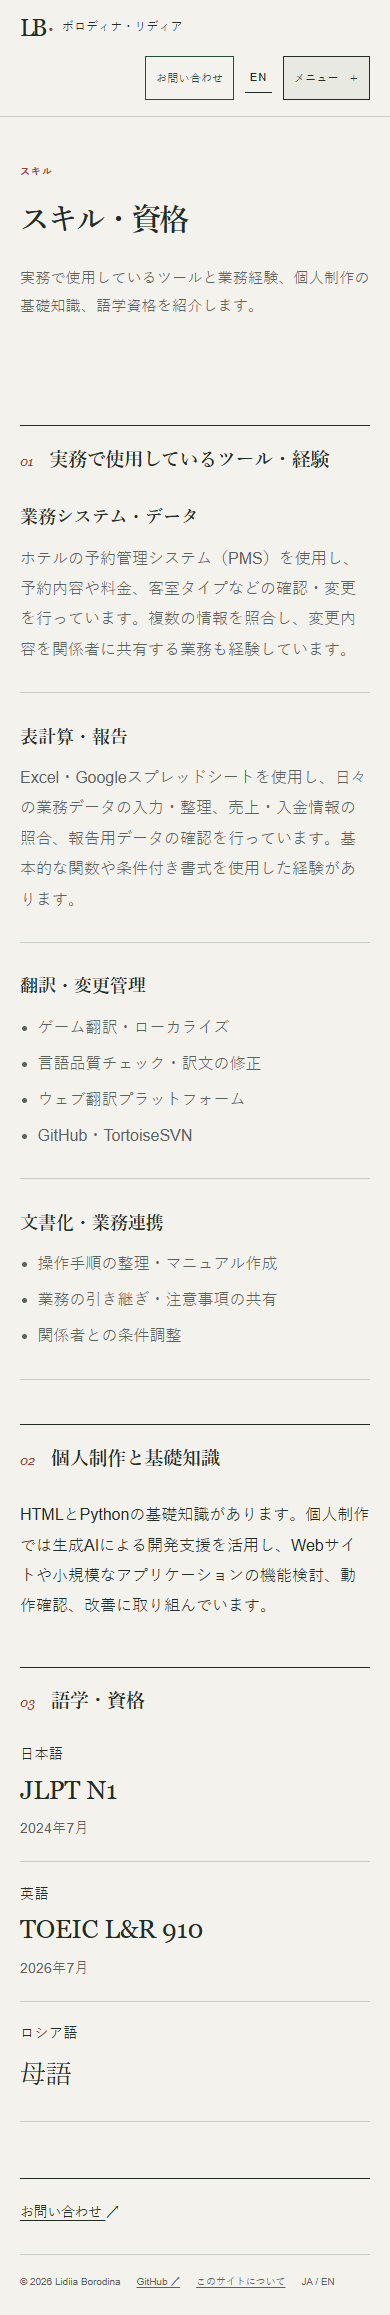 LB· ボロディナ・リディア
お問い合わせ EN メニュー +
スキル
スキル・資格
実務で使用しているツールと業務経験、個人制作の
基礎知識、語学資格を紹介します。
01 実務で使用しているツール・経験
業務システム・データ
ホテルの予約管理システム（PMS）を使用し、
予約内容や料金、客室タイプなどの確認・変更
を行っています。複数の情報を照合し、変更内
容を関係者に共有する業務も経験しています。
表計算・報告
Excel・Googleスプレッドシートを使用し、日々
の業務データの入力・整理、売上・入金情報の
照合、報告用データの確認を行っています。基
本的な関数や条件付き書式を使用した経験があ
ります。
翻訳・変更管理
• ゲーム翻訳・ローカライズ
• 言語品質チェック・訳文の修正
• ウェブ翻訳プラットフォーム
• GitHub・TortoiseSVN
文書化・業務連携
• 操作手順の整理・マニュアル作成
• 業務の引き継ぎ・注意事項の共有
• 関係者との条件調整
02 個人制作と基礎知識
HTMLとPythonの基礎知識があります。個人制作
では生成AIによる開発支援を活用し、Webサイ
トや小規模なアプリケーションの機能検討、動
作確認、改善に取り組んでいます。
03 語学・資格
日本語
JLPT N1
2024年7月
英語
TOEIC L&R 910
2026年7月
ロシア語
母語
お問い合わせ ↗
© 2026 Lidiia Borodina GitHub ↗ このサイトについて JA / EN